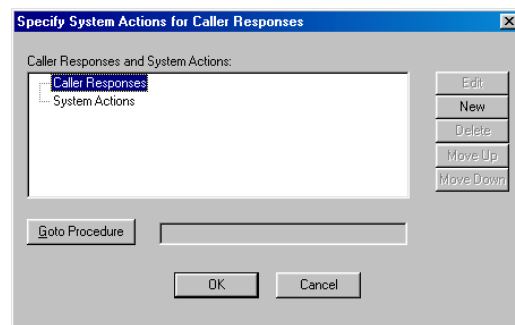 Specify System Actions for Caller Responses
Caller Responses and System Actions:
Caller Responses
System Actions
Edit
New
Delete
Move Up
Move Down
Goto Procedure
OK
Cancel